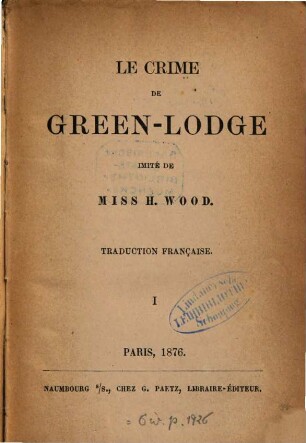 LE CRIME
DE
GREEN-LODGE
IMITÉ DE
MISS H. WOOD.
TRADUCTION FRANÇAISE.
I
PARIS, 1876.
NAUMBOURG s/S., CHEZ G. PAETZ, LIBRAIRE-ÉDITEUR.